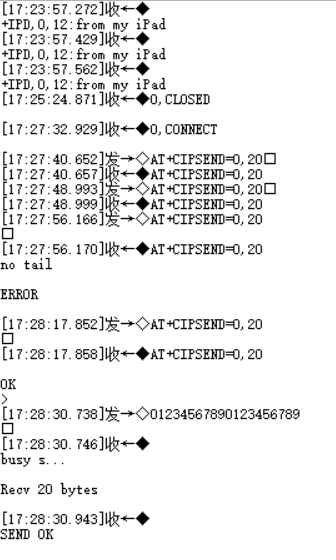 [17:23:57.272]收←◆
+IPD,0,12:from my iPad
[17:23:57.429]收←◆
+IPD,0,12:from my iPad
[17:23:57.562]收←◆
+IPD,0,12:from my iPad
[17:25:24.871]收←◆0,CLOSED
[17:27:32.929]收←◆0,CONNECT
[17:27:40.652]发→◇AT+CIPSEND=0,20□
[17:27:40.657]收←◆AT+CIPSEND=0,20
[17:27:48.993]发→◇AT+CIPSEND=0,20□
[17:27:48.999]收←◆AT+CIPSEND=0,20
[17:27:56.166]发→◇AT+CIPSEND=0,20
□
[17:27:56.170]收←◆AT+CIPSEND=0,20
no tail
ERROR
[17:28:17.852]发→◇AT+CIPSEND=0,20
□
[17:28:17.858]收←◆AT+CIPSEND=0,20
OK
>
[17:28:30.738]发→◇01234567890123456789
□
[17:28:30.746]收←◆
busy s...
Recv 20 bytes
[17:28:30.943]收←◆
SEND OK